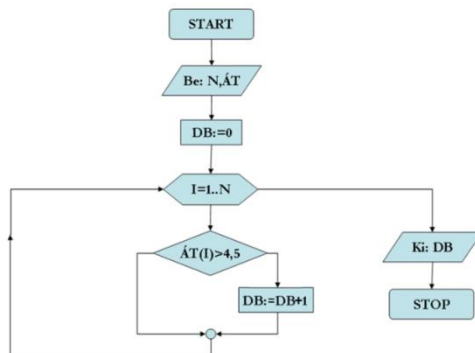 START
Be: N,ÁT
DB:=0
I=1..N
ÁT(I)>4,5
DB:=DB+1
Ki: DB
STOP